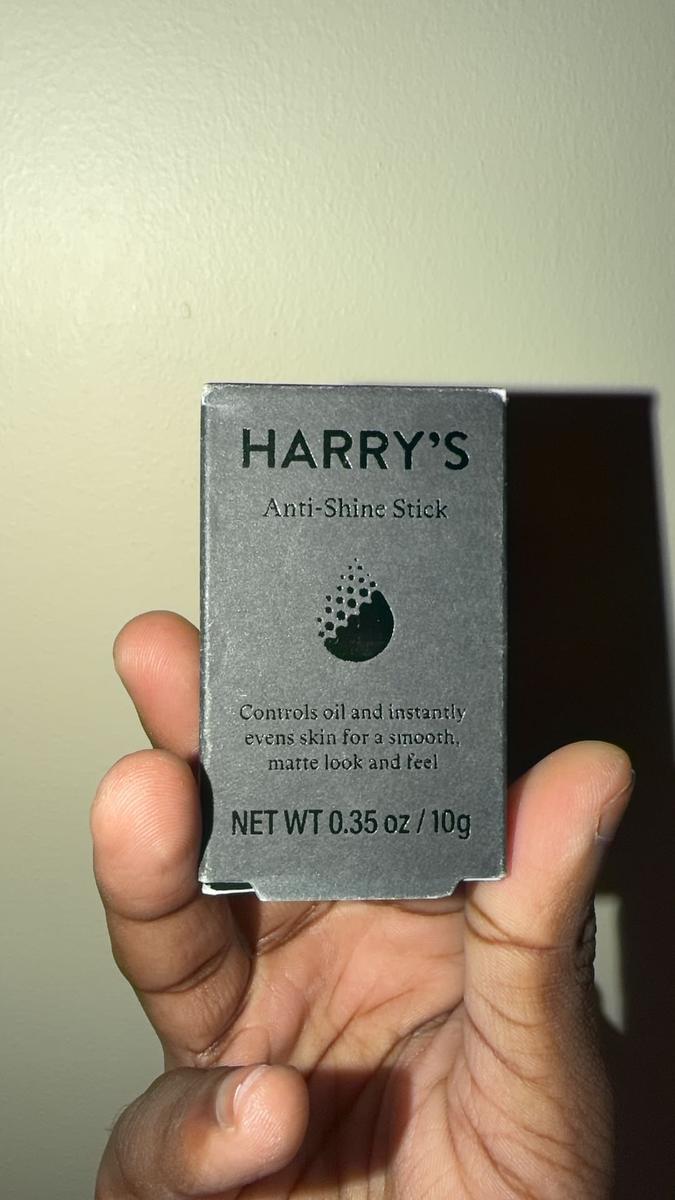 HARRY'S
Anti-Shine Stick
Controls oil and instantly
evens skin for a smooth,
matte look and feel
NET WT 0.35 oz / 10g